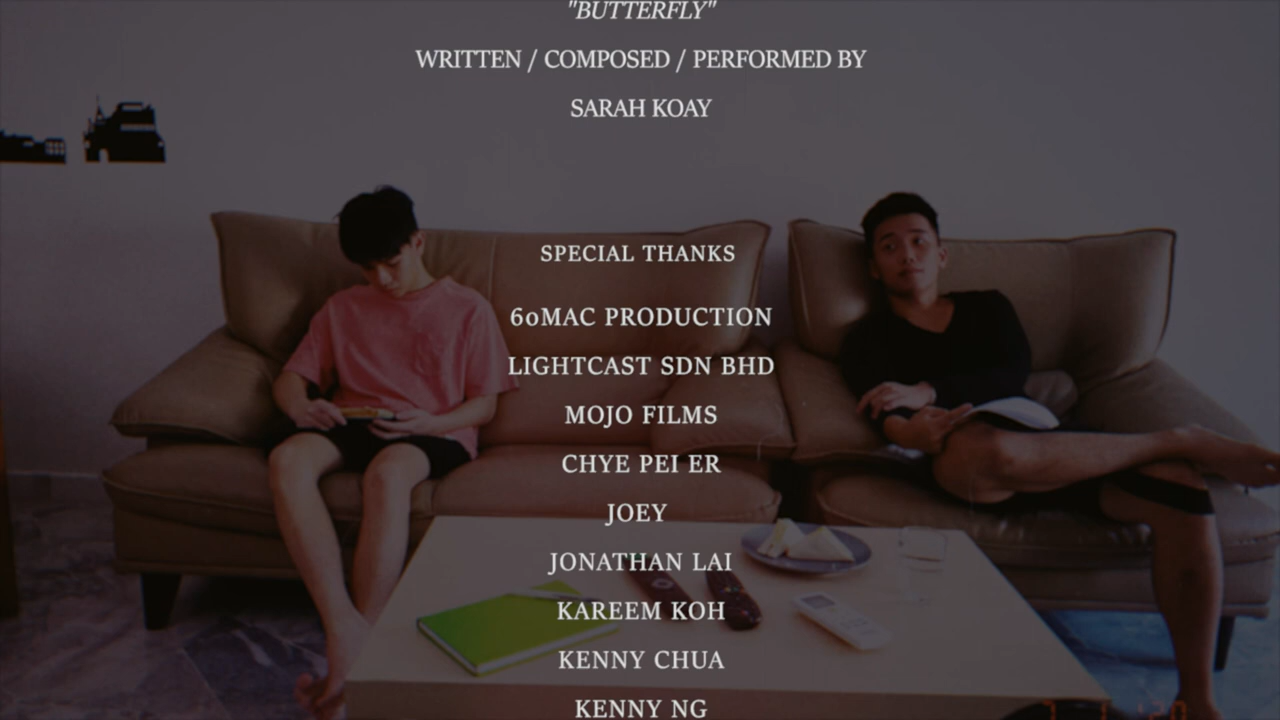 "BUTTERFLY"
WRITTEN / COMPOSED / PERFORMED BY
SARAH KOAY
SPECIAL THANKS
60MAC PRODUCTION
LIGHTCAST SDN BHD
MOJO FILMS
CHYE PEI ER
JOEY
JONATHAN LAI
KAREEM KOH
KENNY CHUA
KENNY NG